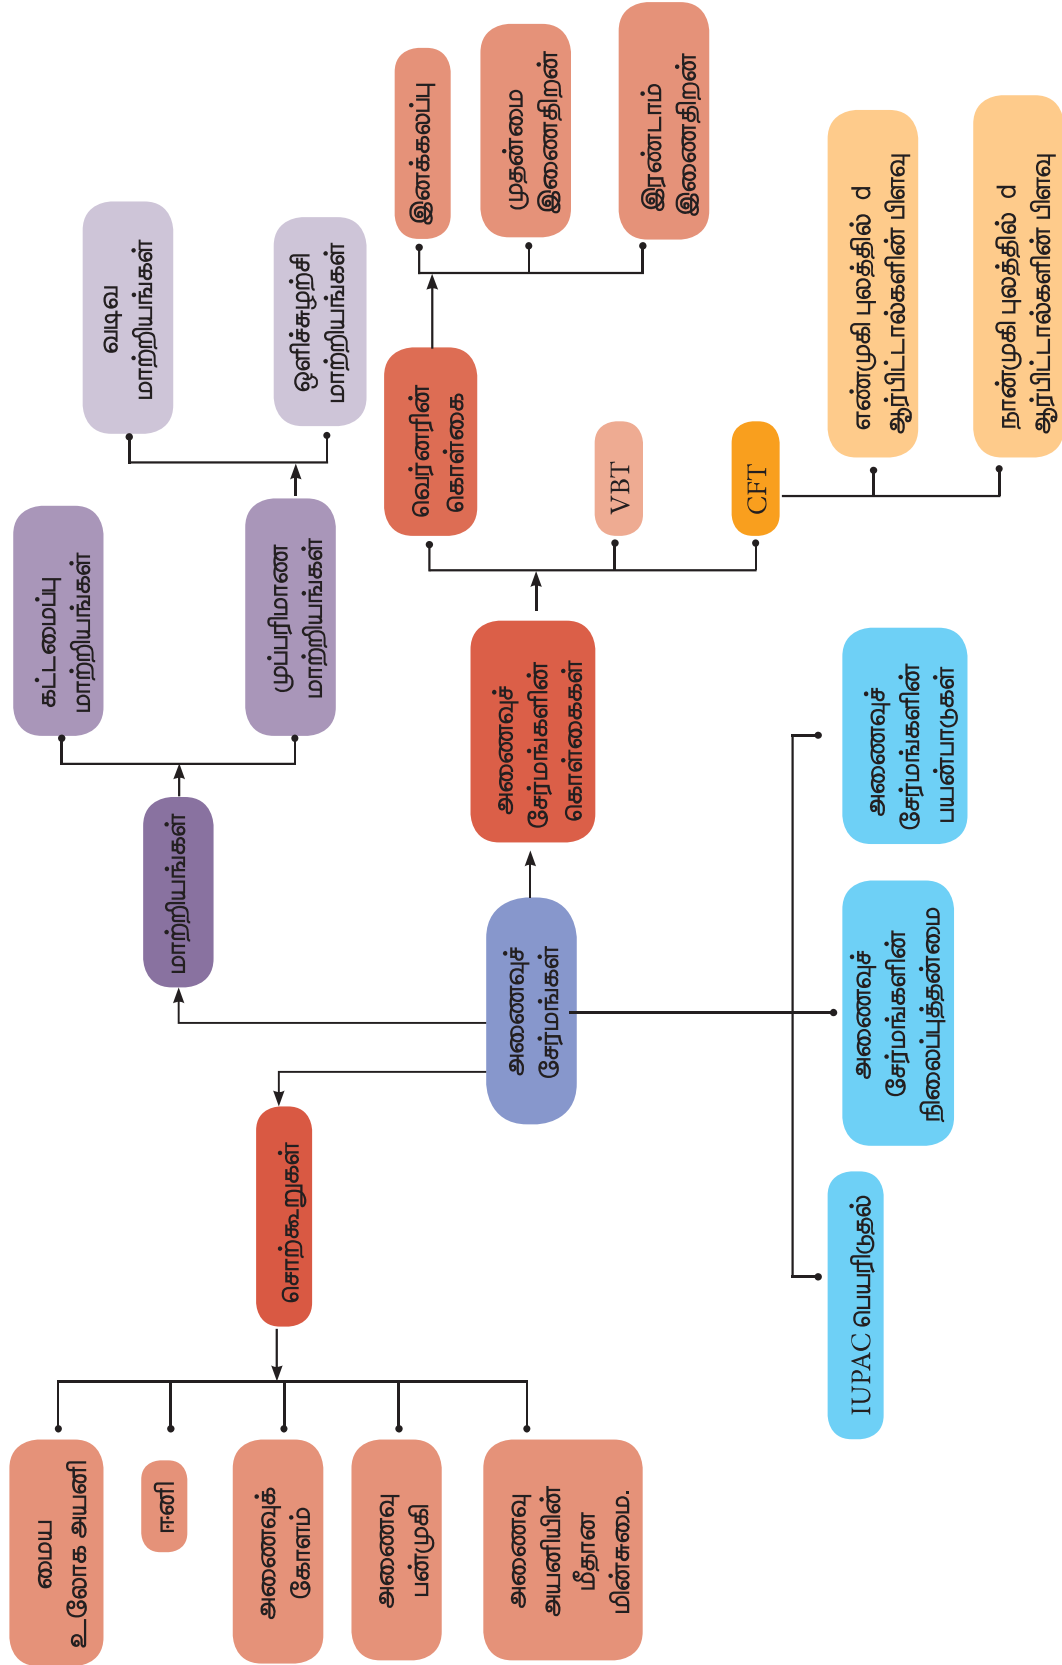 அணைவுச்
சேர்மங்கள்
சொற்கூறுகள்
மைய
உலோக அயனி
ஈனி
அணைவுக்
கோளம்
அணைவு
பன்முகி
அணைவு
அயனியின்
மீதான
மின்சுமை.
மாற்றியங்கள்
கட்டமைப்பு
மாற்றியங்கள்
முப்பரிமாண
மாற்றியங்கள்
வடிவ
மாற்றியங்கள்
ஒளிச்சுழற்சி
மாற்றியங்கள்
அணைவுச்
சேர்மங்களின்
கொள்கைகள்
வெர்னரின்
கொள்கை
இனக்கலப்பு
முதன்மை
இணைதிறன்
இரண்டாம்
இணைதிறன்
VBT
CFT
எண்முகி புலத்தில் d
ஆர்பிட்டால்களின் பிளவு
நான்முகி புலத்தில் d
ஆர்பிட்டால்களின் பிளவு
IUPAC பெயரிடுதல்
அணைவுச்
சேர்மங்களின்
நிலைப்புத்தன்மை
அணைவுச்
சேர்மங்களின்
பயன்பாடுகள்